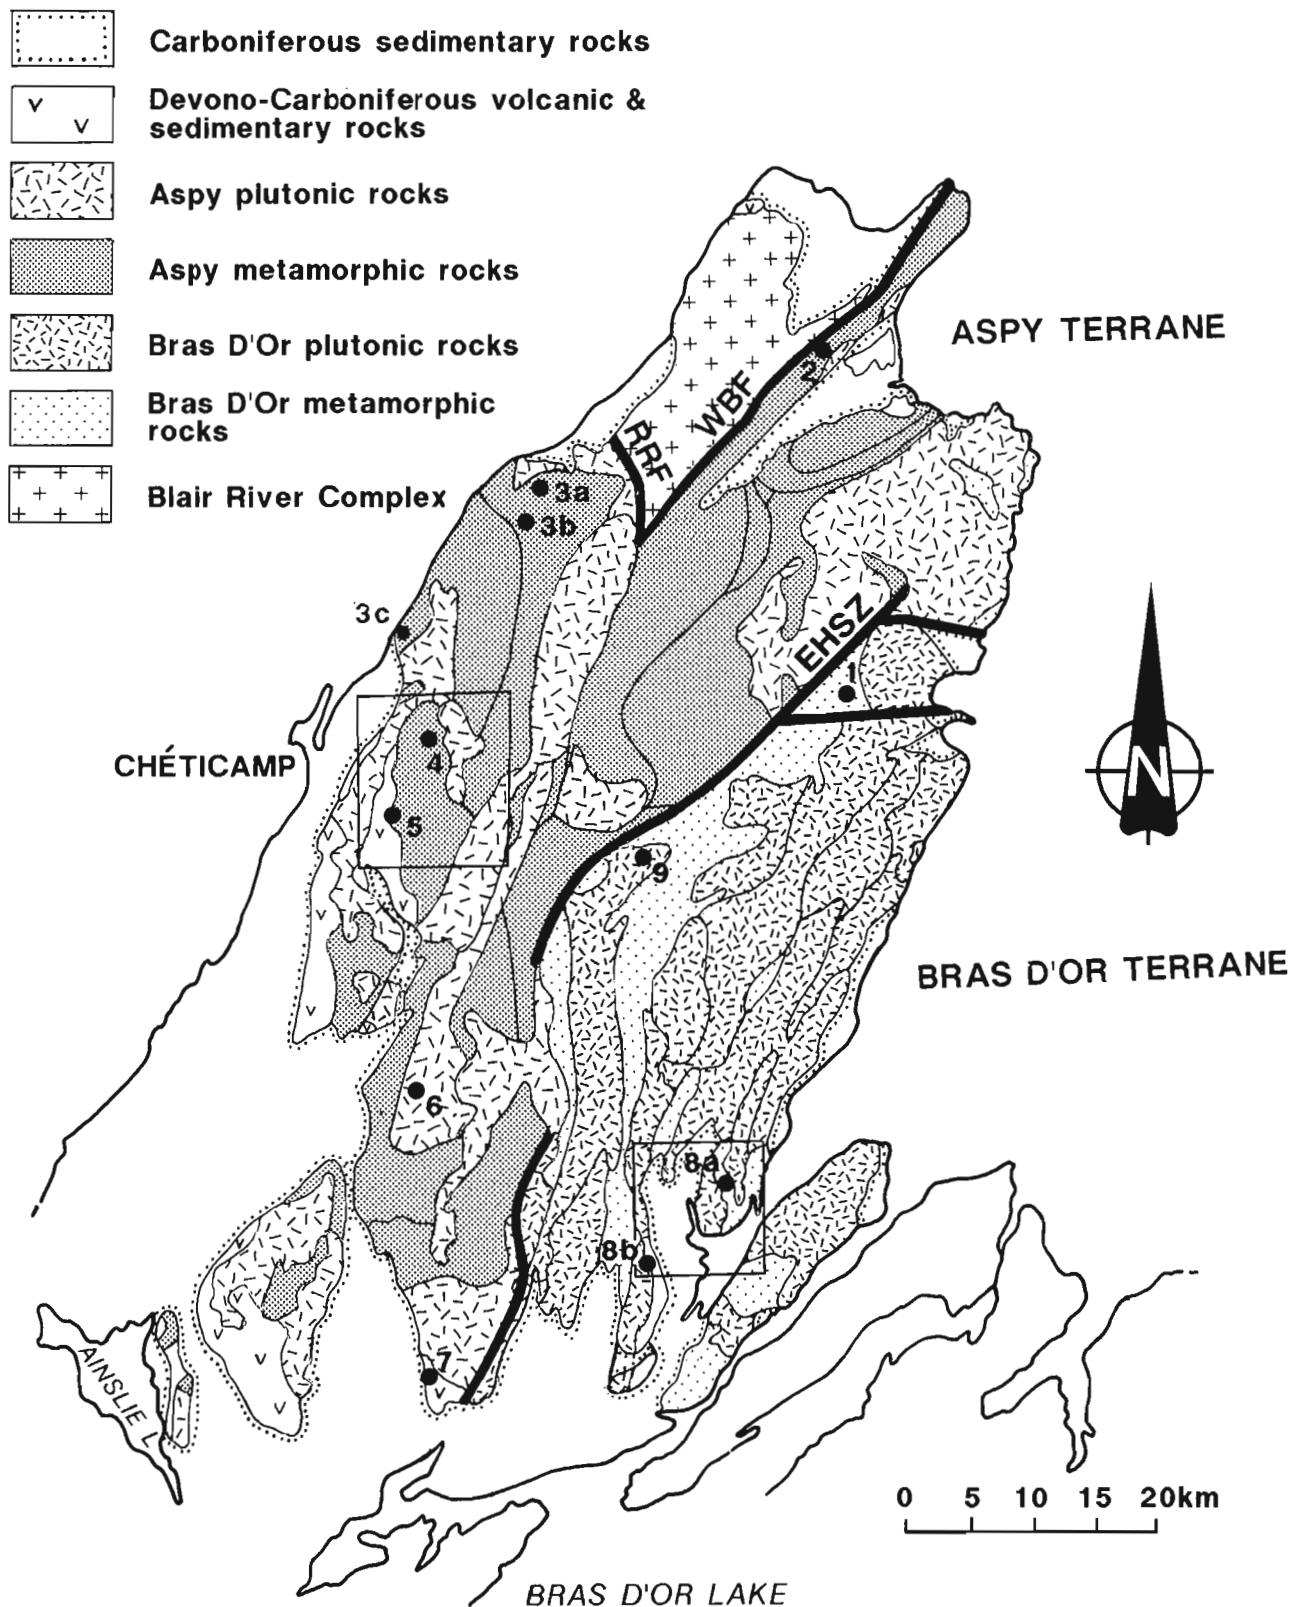 Carboniferous sedimentary rocks
Devono-Carboniferous volcanic &
sedimentary rocks
Aspy plutonic rocks
Aspy metamorphic rocks
Bras D'Or plutonic rocks
Bras D'Or metamorphic
rocks
Blair River Complex
ASPY TERRANE
2
WBF
RRF
3a
3b
3c
EHSZ
1
CHÉTICAMP
4
5
N
9
BRAS D'OR TERRANE
6
8a
8b
7
AINSLIE L
0 5 10 15 20km
BRAS D'OR LAKE